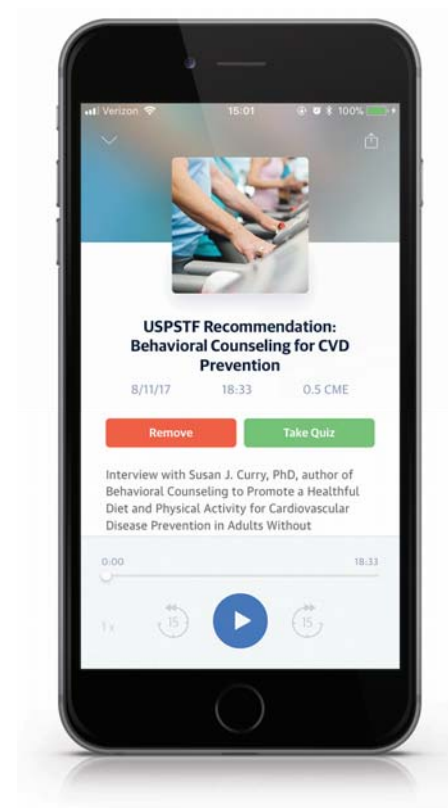 Verizon 15:01 100%
USPSTF Recommendation:
Behavioral Counseling for CVD
Prevention
8/11/17 18:33 0.5 CME
Remove Take Quiz
Interview with Susan J. Curry, PhD, author of
Behavioral Counseling to Promote a Healthful
Diet and Physical Activity for Cardiovascular
Disease Prevention in Adults Without
0:00 18:33
1x 15 15